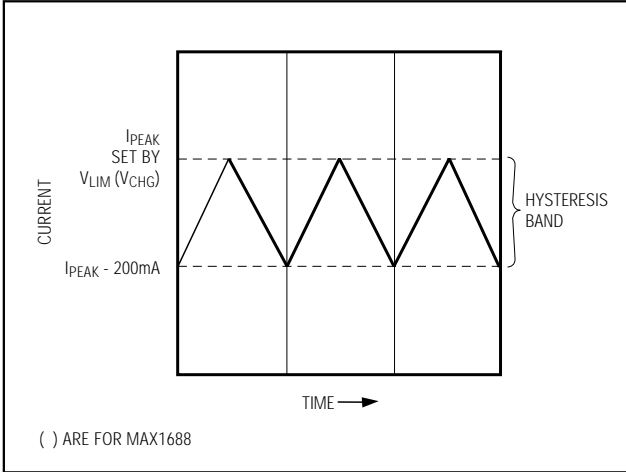 IPEAK
SET BY
VLIM (VCHG)
CURRENT
IPEAK - 200mA
HYSTERESIS
BAND
TIME
( ) ARE FOR MAX1688